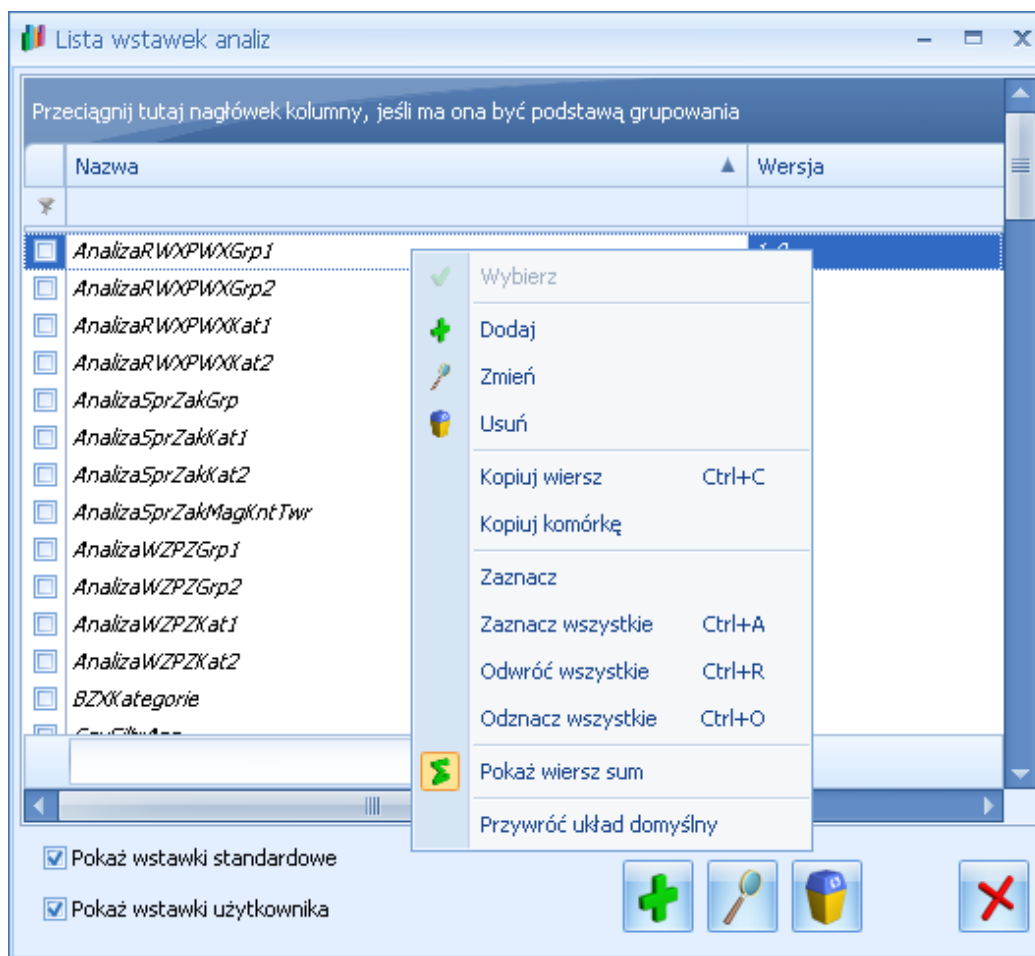 Lista wstawek analiz
Przeciągnij tutaj nagłówek kolumny, jeśli ma ona być podstawą grupowania
Nazwa Wersja
AnalizaRWXPWXGrp1
AnalizaRWXPWXGrp2
AnalizaRWXPWXKat1
AnalizaRWXPWXKat2
AnalizaSprZakGrp
AnalizaSprZakKat1
AnalizaSprZakKat2
AnalizaSprZakMagKntTwr
AnalizaWZPZGrp1
AnalizaWZPZGrp2
AnalizaWZPZKat1
AnalizaWZPZKat2
BZXKategorie
Wybierz
Dodaj
Zmień
Usuń
Kopiuj wiersz Ctrl+C
Kopiuj komórkę
Zaznacz
Zaznacz wszystkie Ctrl+A
Odwróć wszystkie Ctrl+R
Odznacz wszystkie Ctrl+O
Pokaż wiersz sum
Przywróć układ domyślny
Pokaż wstawki standardowe
Pokaż wstawki użytkownika